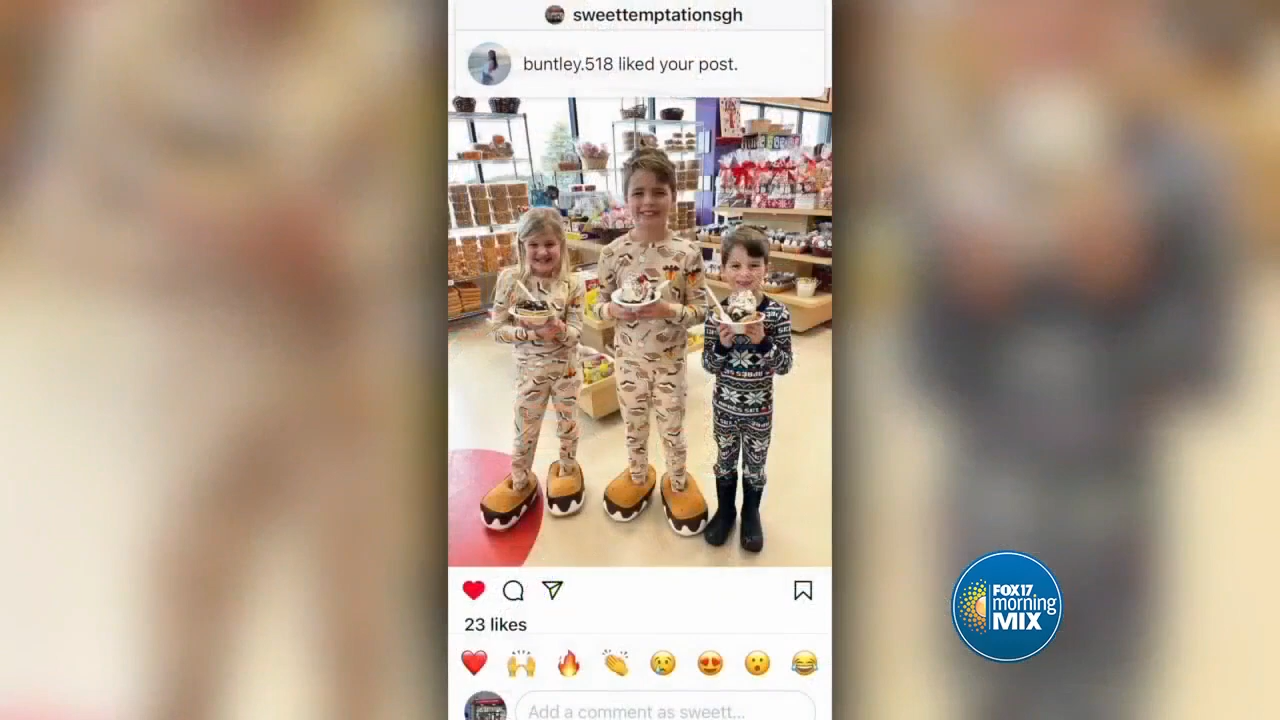 sweettemptationsgh
buntley.518 liked your post.
23 likes
Add a comment as sweett...
FOX17
morning
MIX